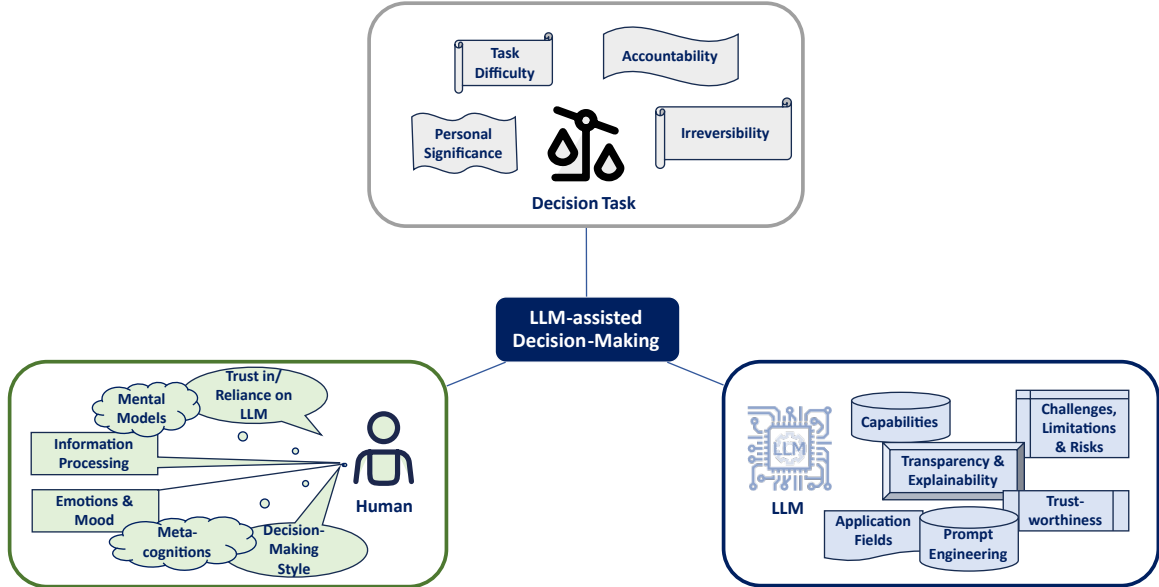 Task
Difficulty
Accountability
Personal
Significance
Irreversibility
Decision Task
LLM-assisted
Decision-Making
Trust in/
Reliance on
LLM
Mental
Models
Information
Processing
Emotions &
Mood
Meta-
cognitions
Decision-
Making
Style
Human
LLM
LLM
Capabilities
Challenges,
Limitations
& Risks
Transparency &
Explainability
Trust-
worthiness
Application
Fields
Prompt
Engineering